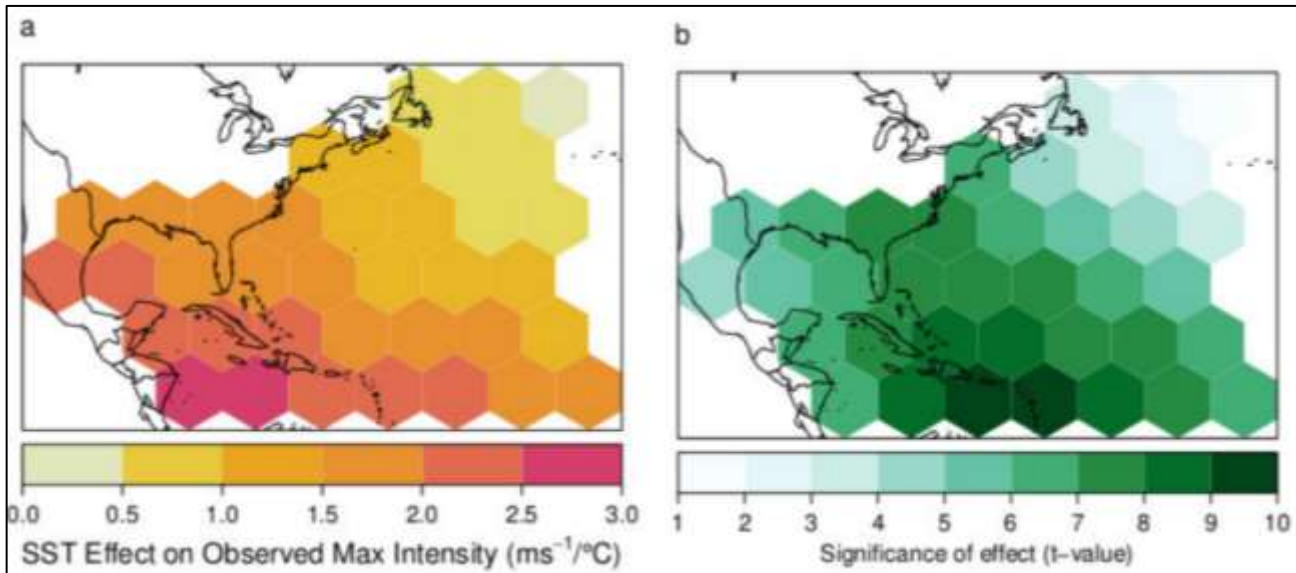 a
0.0 0.5 1.0 1.5 2.0 2.5 3.0
SST Effect on Observed Max Intensity (ms⁻¹/ºC)
b
1 2 3 4 5 6 7 8 9 10
Significance of effect (t−value)